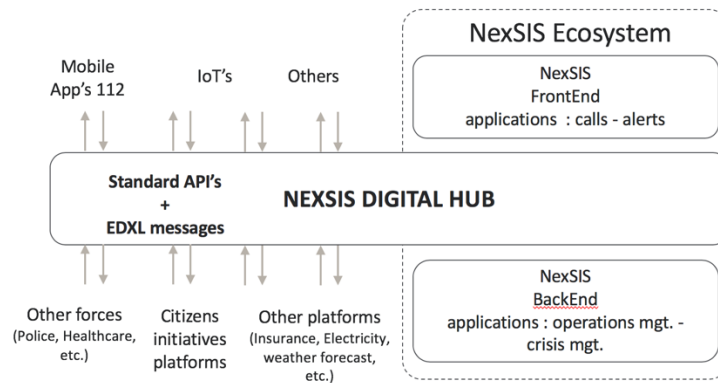 NexSIS Ecosystem
Mobile
App's 112
IoT's
Others
NexSIS
FrontEnd
applications : calls - alerts
Standard API's
+
EDXL messages
NEXSIS DIGITAL HUB
Other forces
(Police, Healthcare,
etc.)
Citizens
initiatives
platforms
Other platforms
(Insurance, Electricity,
weather forecast,
etc.)
NexSIS
BackEnd
applications : operations mgt. -
crisis mgt.